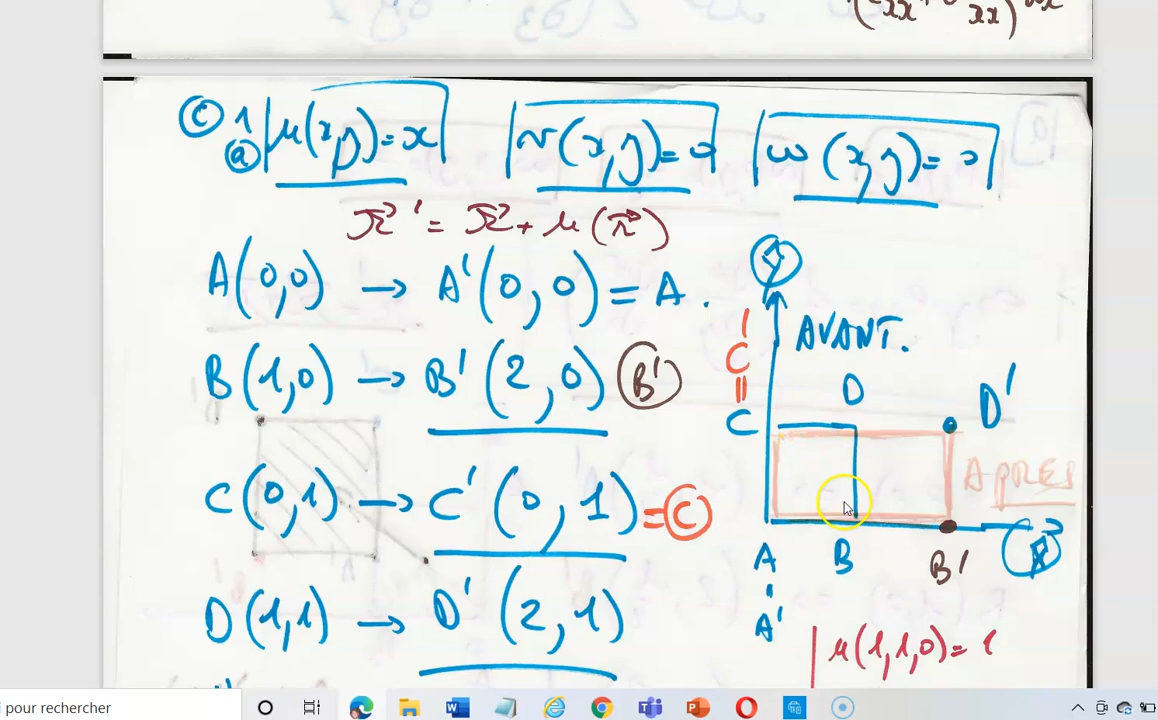 (c) 1 a) u(x,y)=x v(x,y)=0 w(x,y)=0
r⃗' = r⃗ + u(r⃗)
A(0,0) → A'(0,0) = A.
B(1,0) → B'(2,0) B'
C(0,1) → C'(0,1) = C
D(1,1) → D'(2,1)
y
AVANT.
C'
=
C
D
D'
APRES
A
B
B'
x
A'
u(1,1,0)=1
pour rechercher